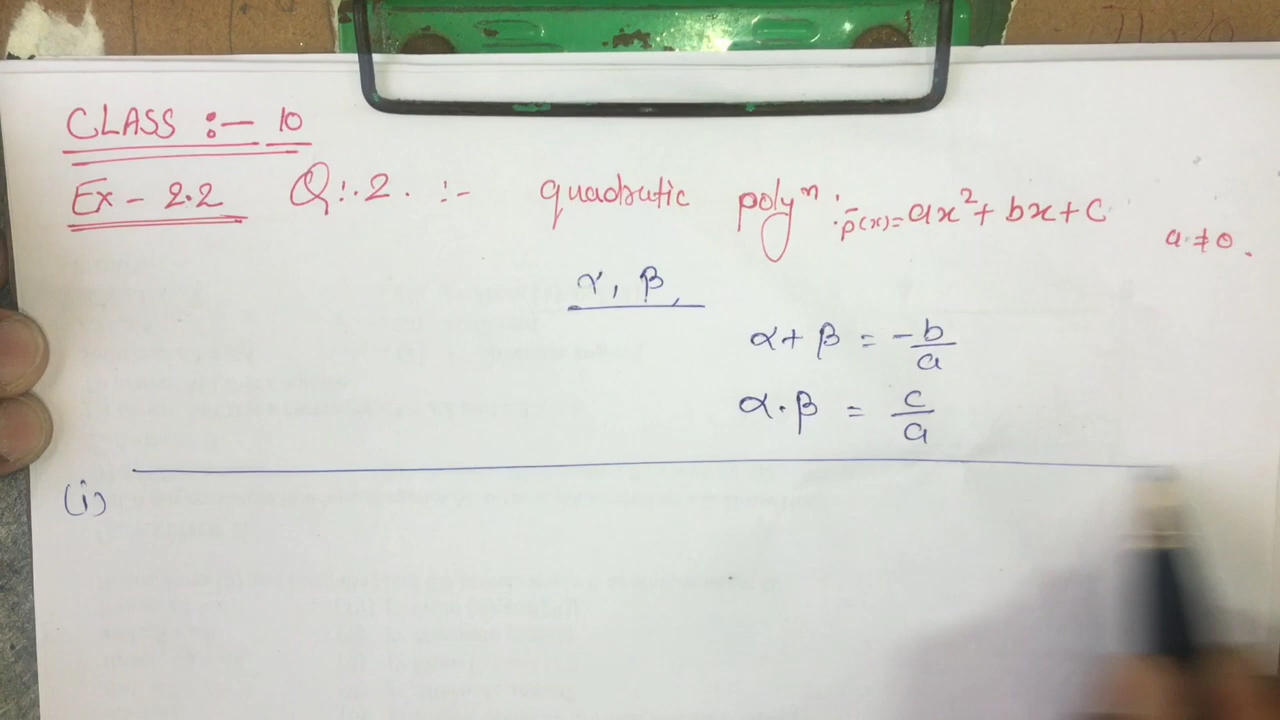 CLASS :- 10
Ex - 2.2 Q:.2. :- quadratic polyⁿ :- p(x)= ax²+ bx + c a ≠ 0.
α, β,
α + β = -b/a
α . β = c/a
(i)